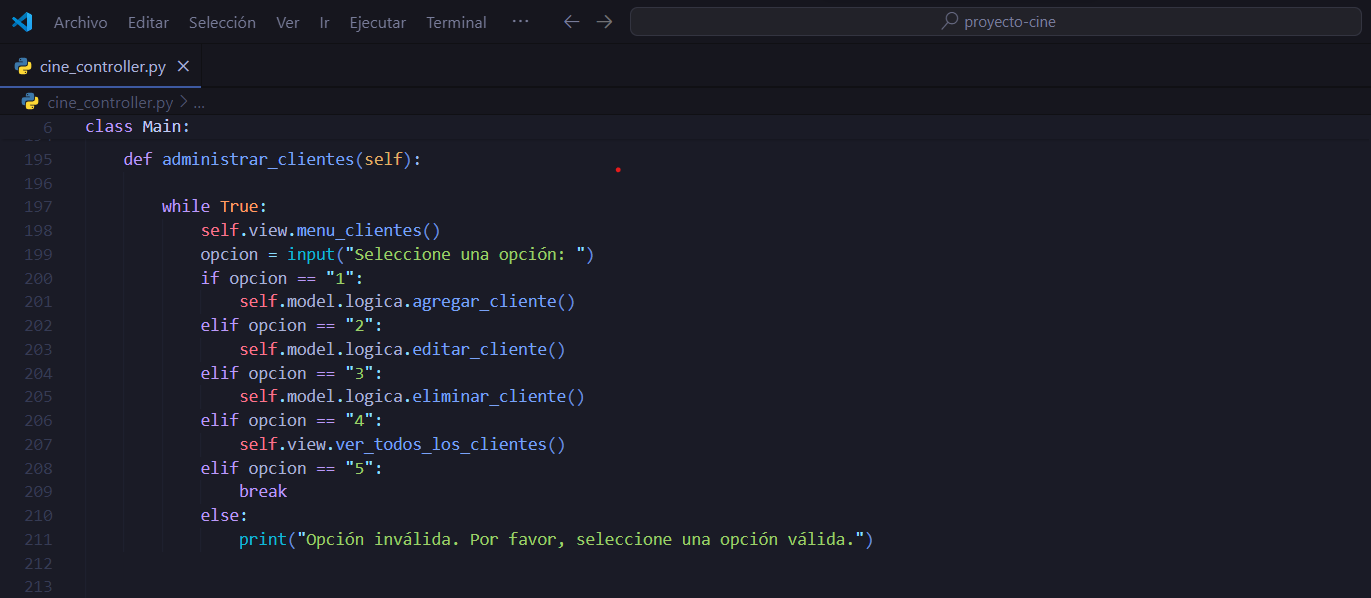 Archivo Editar Selección Ver Ir Ejecutar Terminal ··· proyecto-cine
cine_controller.py
cine_controller.py > ...
6 class Main:
195 def administrar_clientes(self):
196
197 while True:
198 self.view.menu_clientes()
199 opcion = input("Seleccione una opción: ")
200 if opcion == "1":
201 self.model.logica.agregar_cliente()
202 elif opcion == "2":
203 self.model.logica.editar_cliente()
204 elif opcion == "3":
205 self.model.logica.eliminar_cliente()
206 elif opcion == "4":
207 self.view.ver_todos_los_clientes()
208 elif opcion == "5":
209 break
210 else:
211 print("Opción inválida. Por favor, seleccione una opción válida.")
212
213